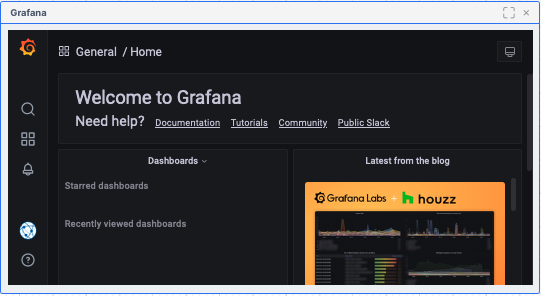 Grafana
General / Home
Welcome to Grafana
Need help? Documentation Tutorials Community Public Slack
Dashboards
Latest from the blog
Starred dashboards
Recently viewed dashboards
Grafana Labs + houzz